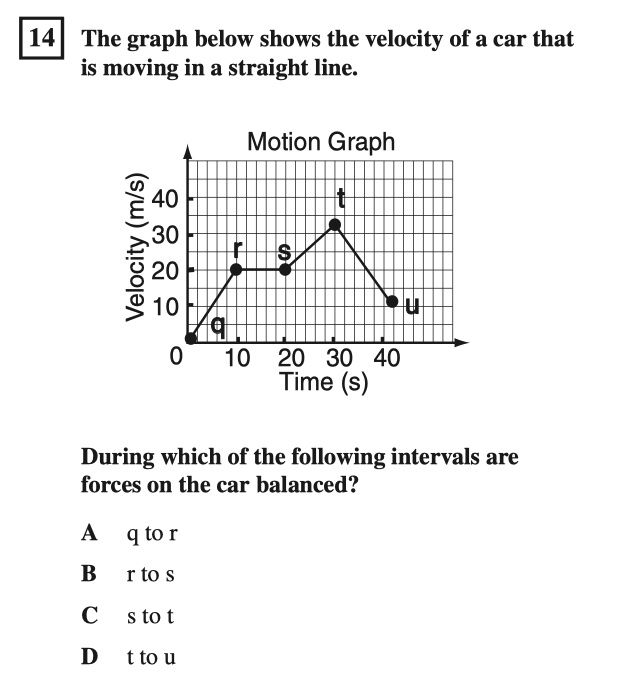 14 The graph below shows the velocity of a car that
is moving in a straight line.
Motion Graph
Velocity (m/s)
40
30
20
10
0 10 20 30 40
Time (s)
q
r
s
t
u
During which of the following intervals are
forces on the car balanced?
A q to r
B r to s
C s to t
D t to u